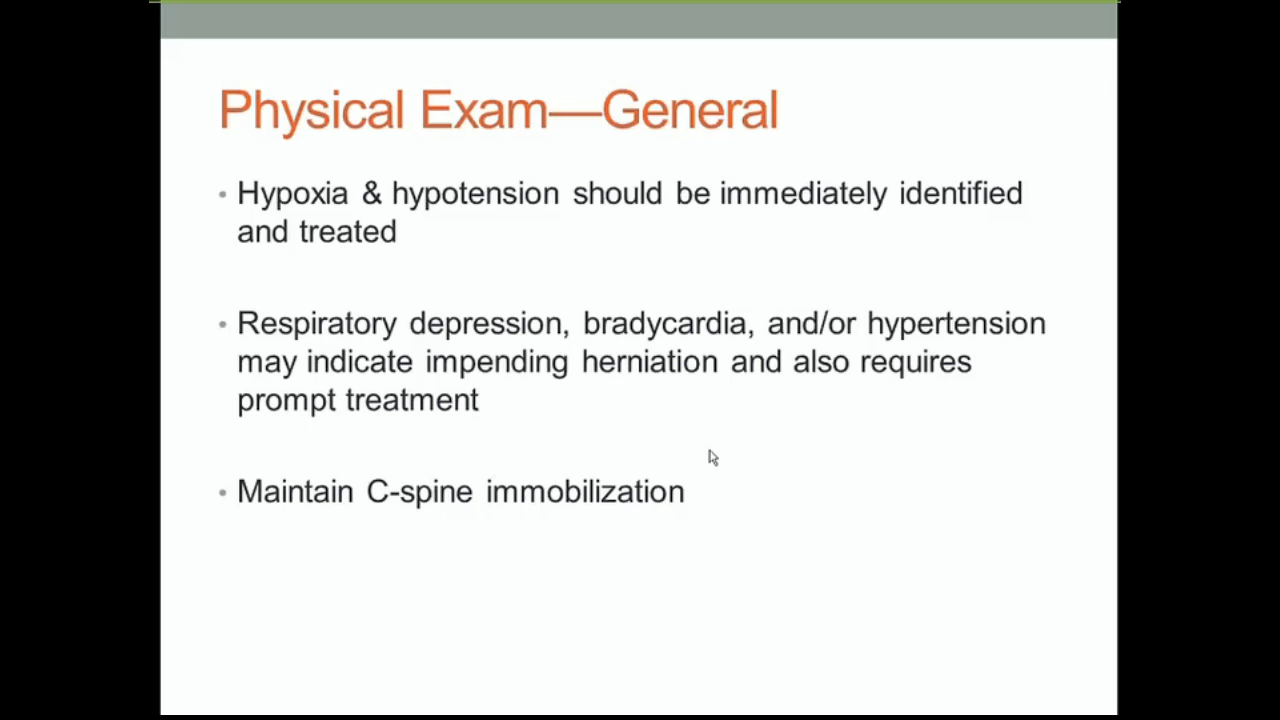 Physical Exam—General
• Hypoxia & hypotension should be immediately identified
and treated
• Respiratory depression, bradycardia, and/or hypertension
may indicate impending herniation and also requires
prompt treatment
• Maintain C-spine immobilization